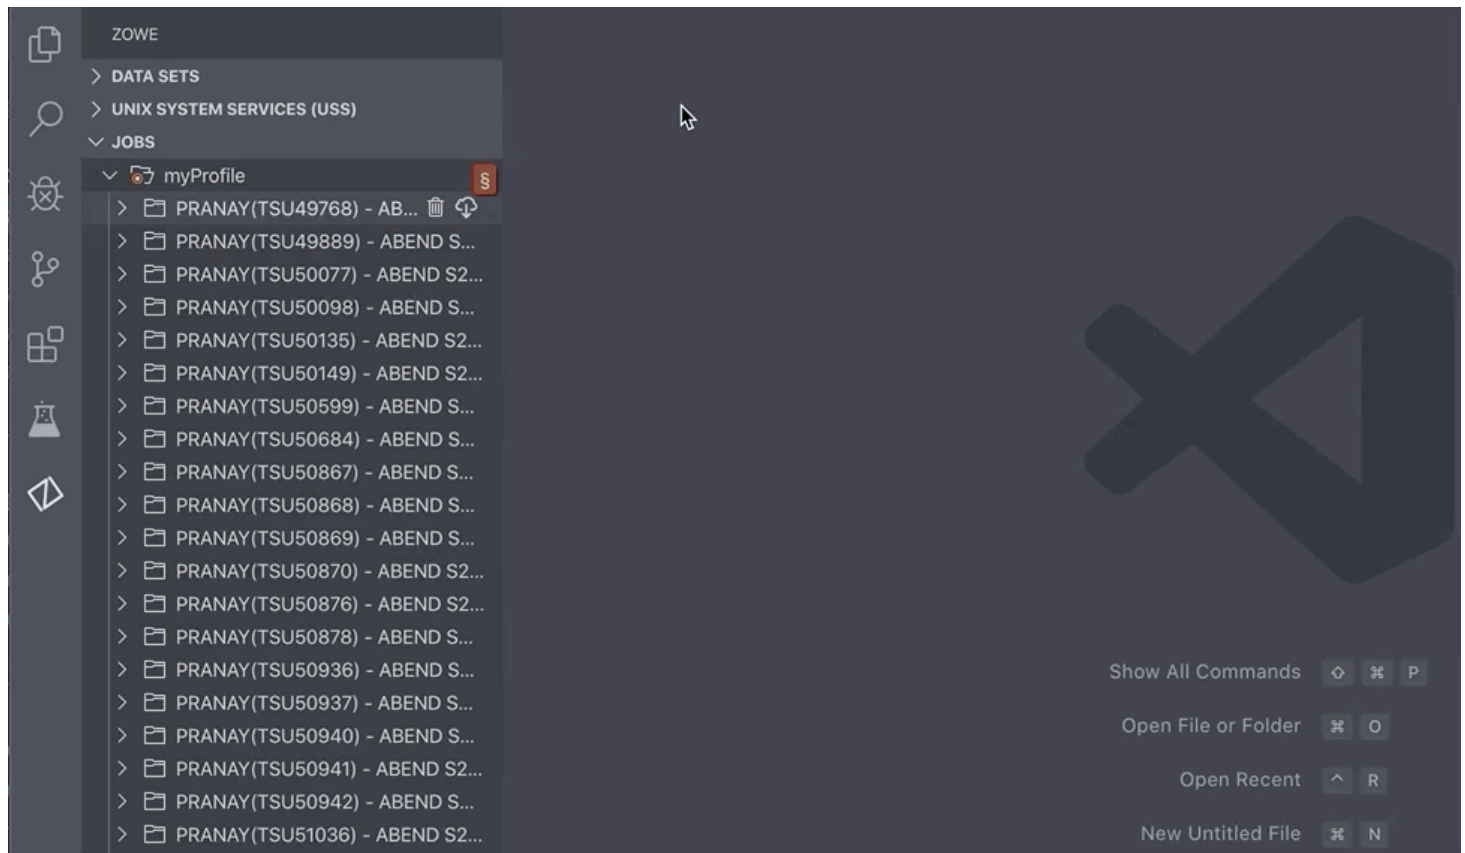 ZOWE
DATA SETS
UNIX SYSTEM SERVICES (USS)
JOBS
myProfile §
PRANAY(TSU49768) - AB...
PRANAY(TSU49889) - ABEND S...
PRANAY(TSU50077) - ABEND S2...
PRANAY(TSU50098) - ABEND S...
PRANAY(TSU50135) - ABEND S2...
PRANAY(TSU50149) - ABEND S2...
PRANAY(TSU50599) - ABEND S...
PRANAY(TSU50684) - ABEND S...
PRANAY(TSU50867) - ABEND S...
PRANAY(TSU50868) - ABEND S...
PRANAY(TSU50869) - ABEND S...
PRANAY(TSU50870) - ABEND S2...
PRANAY(TSU50876) - ABEND S2...
PRANAY(TSU50878) - ABEND S...
PRANAY(TSU50936) - ABEND S...
PRANAY(TSU50937) - ABEND S...
PRANAY(TSU50940) - ABEND S...
PRANAY(TSU50941) - ABEND S2...
PRANAY(TSU50942) - ABEND S...
PRANAY(TSU51036) - ABEND S2...
Show All Commands ⇧ ⌘ P
Open File or Folder ⌘ O
Open Recent ^ R
New Untitled File ⌘ N